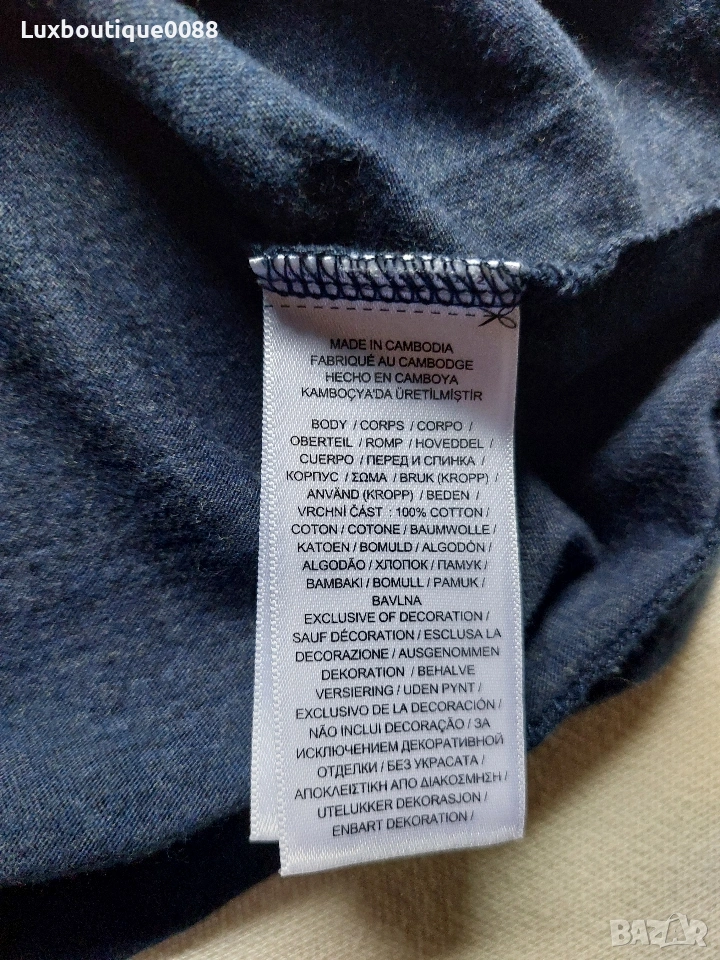 Luxboutique0088
MADE IN CAMBODIA
FABRIQUÉ AU CAMBODGE
HECHO EN CAMBOYA
KAMBOÇYA'DA ÜRETİLMİŞTİR
BODY / CORPS / CORPO /
OBERTEIL / ROMP / HOVEDDEL /
CUERPO / ПЕРЕД И СПИНКА /
КОРПУС / ΣΩΜΑ / BRUK (KROPP) /
ANVÄND (KROPP) / BEDEN /
VRCHNÍ ČÁST : 100% COTTON /
COTON / COTONE / BAUMWOLLE /
KATOEN / BOMULD / ALGODÓN /
ALGODÃO / ХЛОПОК / ПАМУК /
BAMBAKI / BOMULL / PAMUK /
BAVLNA
EXCLUSIVE OF DECORATION /
SAUF DÉCORATION / ESCLUSA LA
DECORAZIONE / AUSGENOMMEN
DEKORATION / BEHALVE
VERSIERING / UDEN PYNT /
EXCLUSIVO DE LA DECORACIÓN /
NÃO INCLUI DECORAÇÃO / ЗА
ИСКЛЮЧЕНИЕМ ДЕКОРАТИВНОЙ
ОТДЕЛКИ / БЕЗ УКРАСАТА /
ΑΠΟΚΛΕΙΣΤΙΚΗ ΑΠΟ ΔΙΑΚΟΣΜΗΣΗ /
UTELUKKER DEKORASJON /
ENBART DEKORATION /
BAZAR